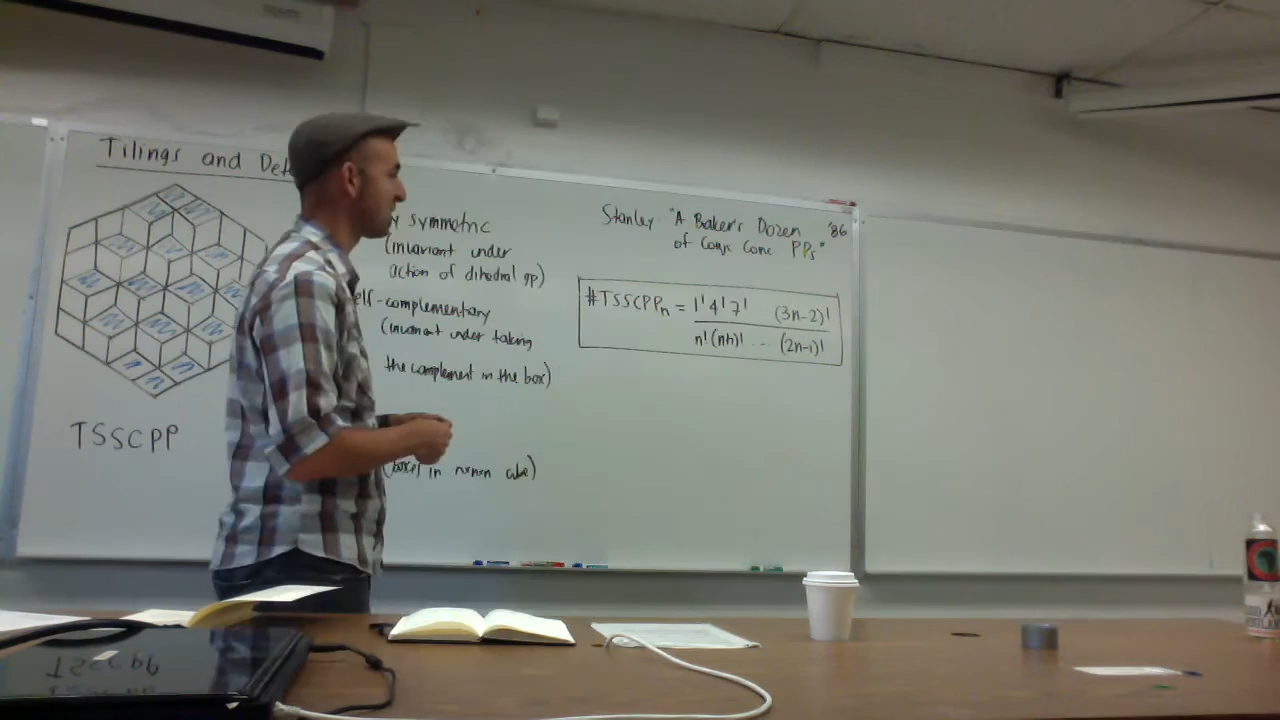 Tilings and Det
y symmetric
(invariant under
action of dihedral gp)
elf-complementary
(invariant under taking
the complement in the box)
(boxed in n×n×n cube)
TSSCPP
Stanley "A Baker's Dozen '86
of Conj. Conc. PPs"
#TSSCPPn = 1! 4! 7! (3n-2)!
n! (n+1)! ... (2n-1)!